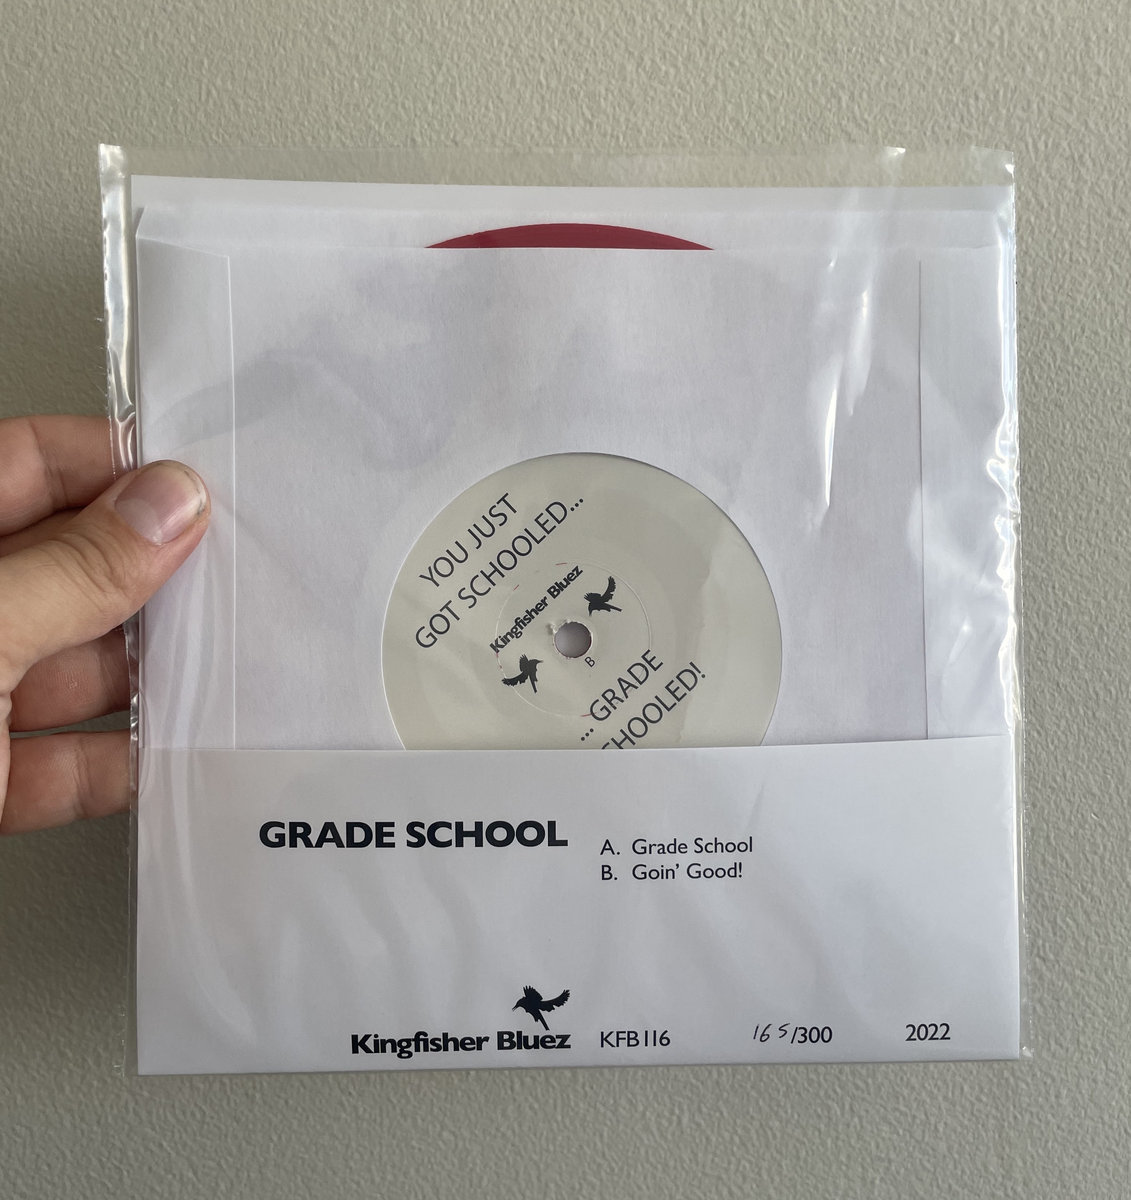 YOU JUST
GOT SCHOOLED...
Kingfisher Bluez
B
... GRADE
HOOLED!
GRADE SCHOOL
A. Grade School
B. Goin' Good!
Kingfisher Bluez
KFB116
165/300
2022